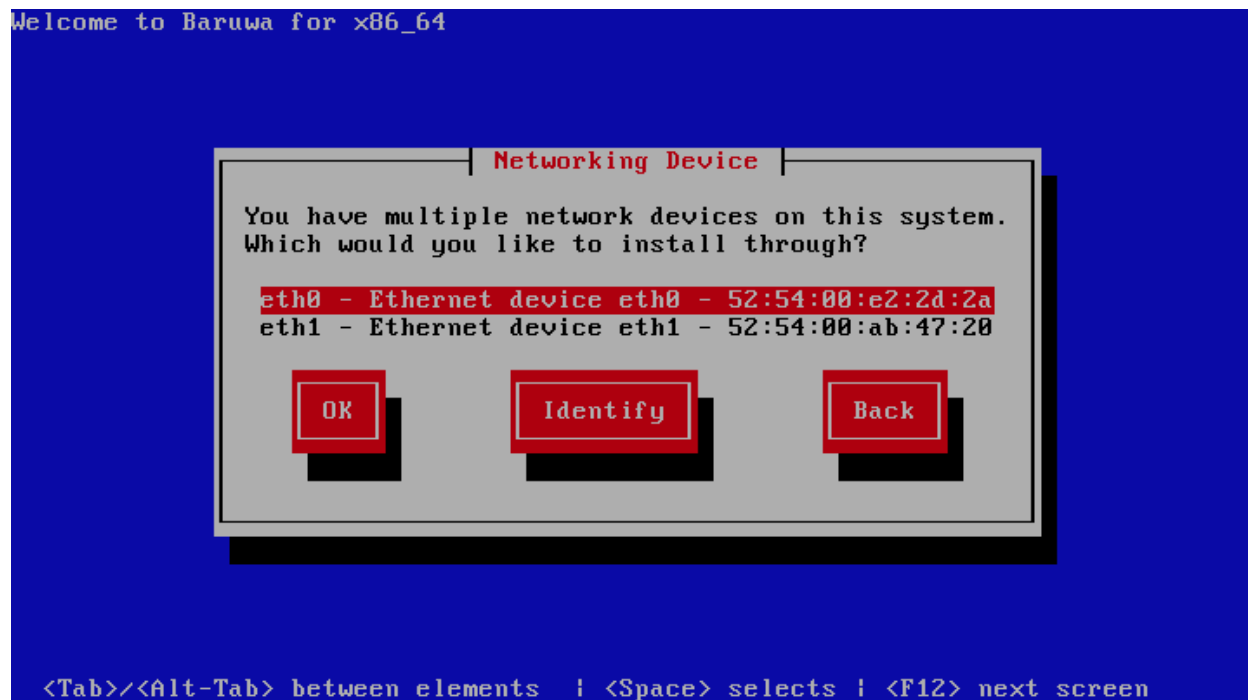 Welcome to Baruwa for x86_64
Networking Device
You have multiple network devices on this system.
Which would you like to install through?
eth0 - Ethernet device eth0 - 52:54:00:e2:2d:2a
eth1 - Ethernet device eth1 - 52:54:00:ab:47:20
OK Identify Back
<Tab>/<Alt-Tab> between elements | <Space> selects | <F12> next screen